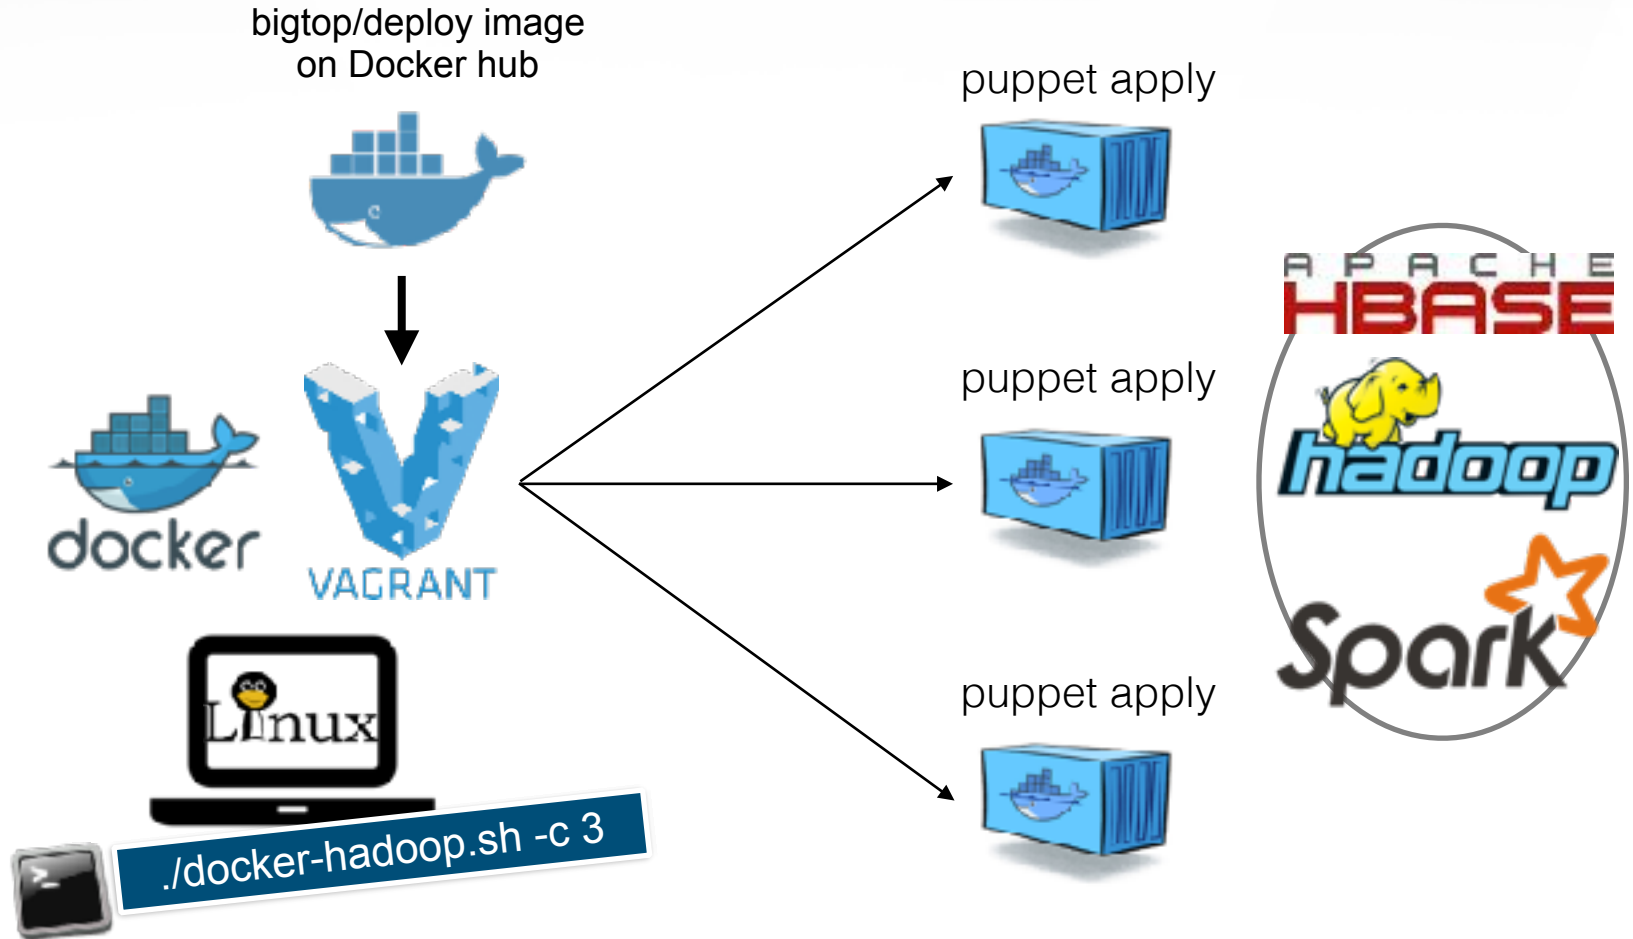 bigtop/deploy image
on Docker hub
puppet apply
docker
VAGRANT
puppet apply
APACHE
HBASE
hadoop
Spark
Linux
puppet apply
./docker-hadoop.sh -c 3
>_